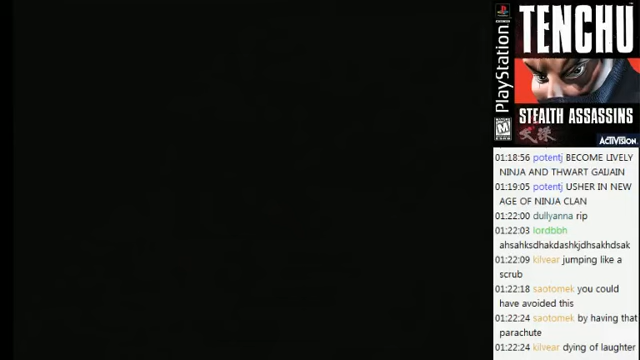 PlayStation
TENCHU
STEALTH ASSASSINS
ACTIVISION
01:18:56 potentj BECOME LIVELY
NINJA AND THWART GAIJAIN
01:19:05 potentj USHER IN NEW
AGE OF NINJA CLAN
01:22:00 dullyanna rip
01:22:03 lordbbh
ahsahksdhakdashkjdhsakhdsak
01:22:09 kilvear jumping like a
scrub
01:22:18 saotomek you could
have avoided this
01:22:24 saotomek by having that
parachute
01:22:24 kilvear dying of laughter